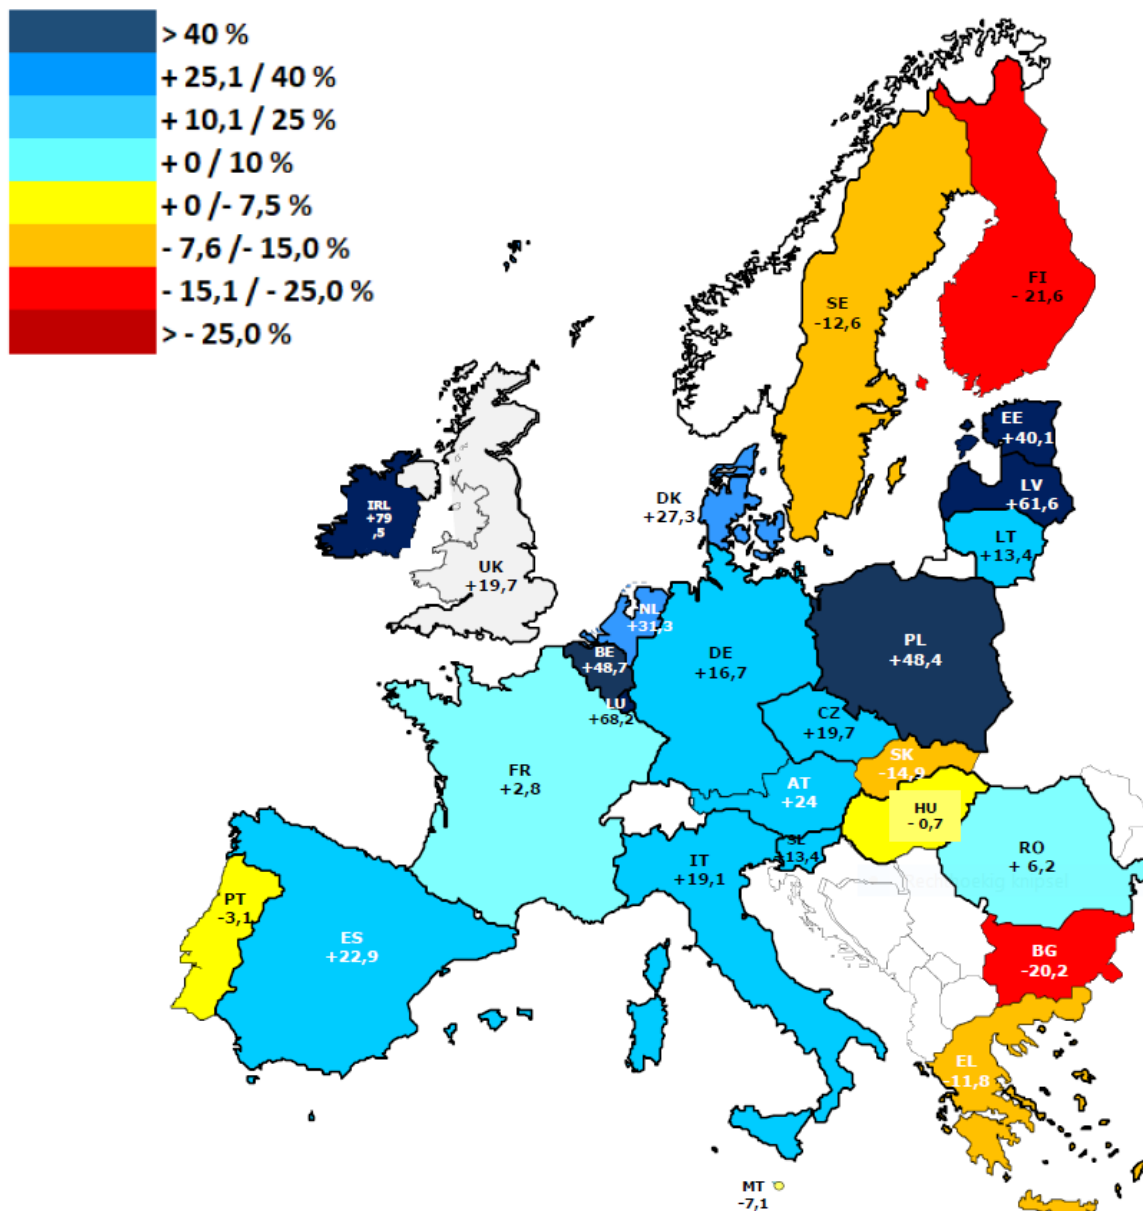 > 40 %
+ 25,1 / 40 %
+ 10,1 / 25 %
+ 0 / 10 %
+ 0 /- 7,5 %
- 7,6 /- 15,0 %
- 15,1 / - 25,0 %
> - 25,0 %
FI
- 21,6
SE
-12,6
EE
+40,1
LV
+61,6
LT
+13,4
DK
+27,3
IRL
+79
,5
UK
+19,7
NL
+31,3
BE
+48,7
LU
+68,2
DE
+16,7
PL
+48,4
CZ
+19,7
SK
-14,9
AT
+24
HU
- 0,7
FR
+2,8
SL
+13,4
IT
+19,1
RO
+ 6,2
PT
-3,1
ES
+22,9
BG
-20,2
EL
-11,8
MT
-7,1
knipsel